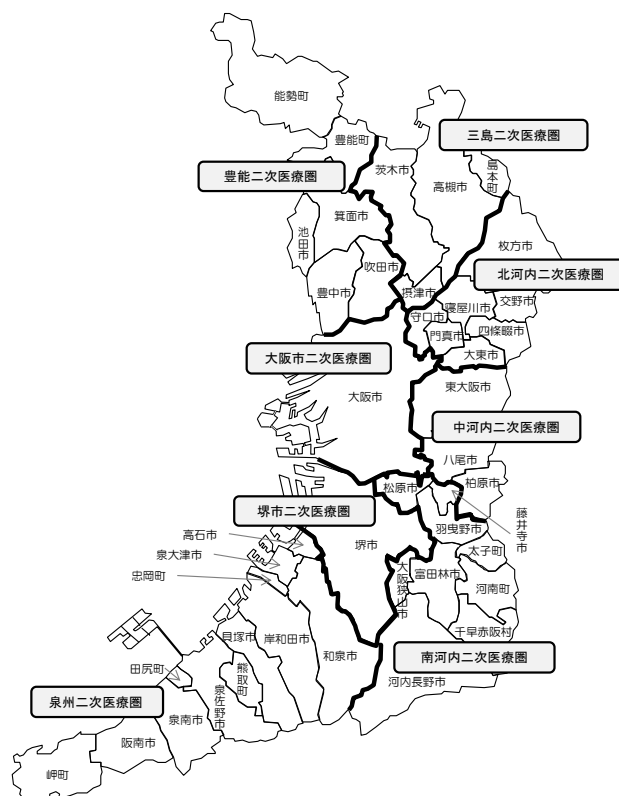 能勢町
三島二次医療圏
豊能町
茨木市
島本町
豊能二次医療圏
高槻市
箕面市
池田市
枚方市
吹田市
北河内二次医療圏
豊中市
摂津市
寝屋川市
交野市
守口市
門真市
四條畷市
大阪市二次医療圏
大東市
東大阪市
大阪市
中河内二次医療圏
八尾市
柏原市
松原市
堺市二次医療圏
藤井寺市
羽曳野市
高石市
堺市
太子町
泉大津市
大阪狭山市
富田林市
忠岡町
河南町
千早赤阪村
貝塚市
岸和田市
和泉市
南河内二次医療圏
田尻町
熊取町
河内長野市
泉佐野市
泉州二次医療圏
泉南市
阪南市
岬町